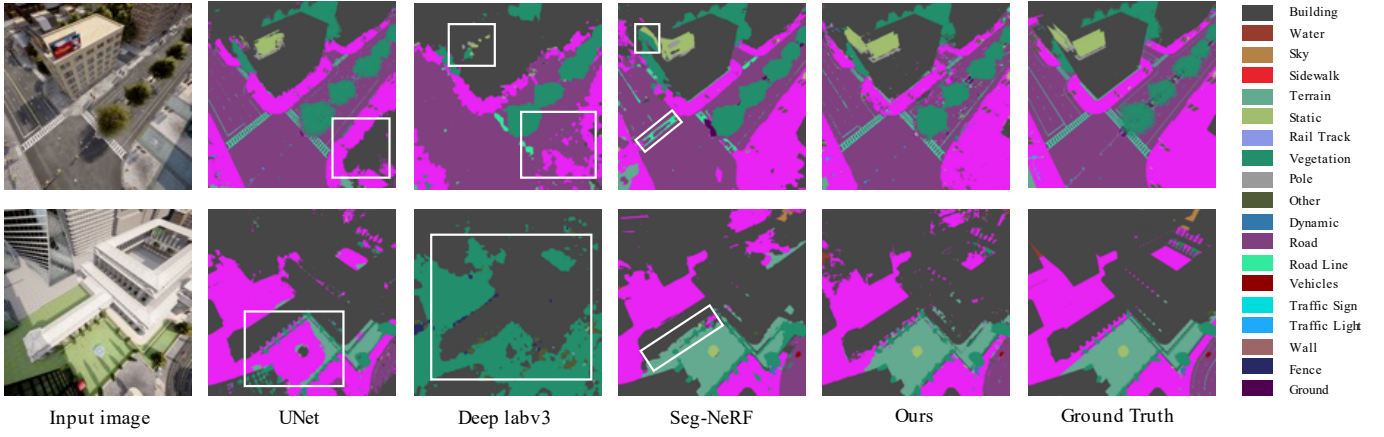 Building
Water
Sky
Sidewalk
Terrain
Static
Rail Track
Vegetation
Pole
Other
Dynamic
Road
Road Line
Vehicles
Traffic Sign
Traffic Light
Wall
Fence
Ground
Input image
UNet
Deep labv3
Seg-NeRF
Ours
Ground Truth